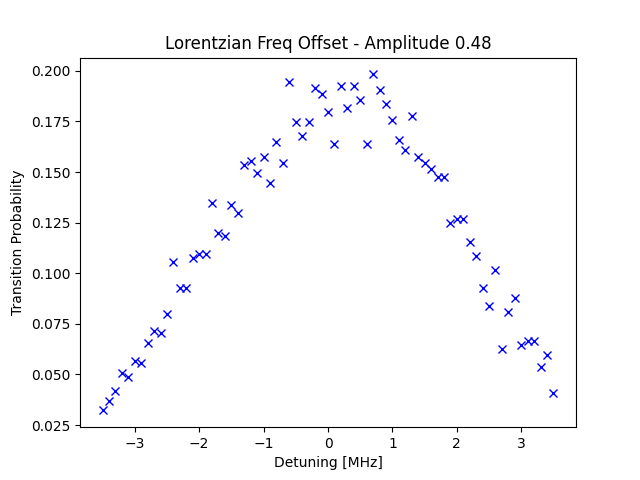 Lorentzian Freq Offset - Amplitude 0.48
0.200
0.175
0.150
0.125
0.100
0.075
0.050
0.025
Transition Probability
−3 −2 −1 0 1 2 3
Detuning [MHz]